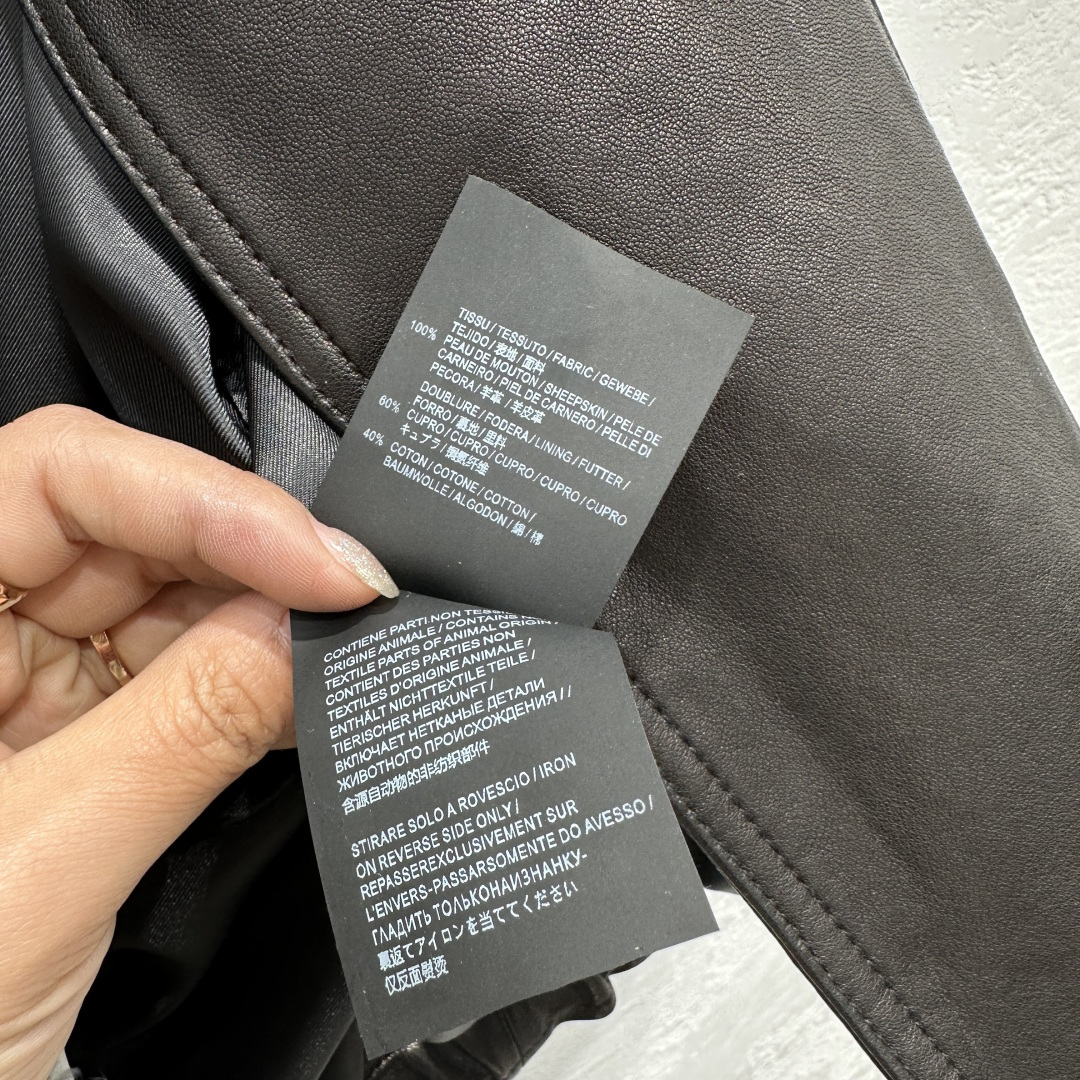 TISSU / TESSUTO / FABRIC / GEWEBE /
TEJIDO / 表地 / 面料
100% PEAU DE MOUTON / SHEEPSKIN / PELE DE
CARNEIRO / PIEL DE CARNERO / PELLE DI
PECORA / 羊革 / 羊皮革
DOUBLURE / FODERA / LINING / FUTTER /
FORRO / 裏地 / 里料
60% CUPRO / CUPRO / CUPRO / CUPRO / CUPRO
キュプラ / 铜氨纤维
40% COTON / COTONE / COTTON /
BAUMWOLLE / ALGODON / 綿 / 棉
CONTIENE PARTI NON
ORIGINE ANIMALE / CONTAINS
TEXTILE PARTS OF ANIMAL ORIGIN /
CONTIENT DES PARTIES NON
TEXTILES D'ORIGINE ANIMALE /
ENTHÄLT NICHTTEXTILE TEILE /
TIERISCHER HERKUNFT /
ВКЛЮЧАЕТ НЕТКАНЫЕ ДЕТАЛИ
ЖИВОТНОГО ПРОИСХОЖДЕНИЯ / /
含源自动物的非纺织部件
STIRARE SOLO A ROVESCIO / IRON
ON REVERSE SIDE ONLY /
REPASSEREXCLUSIVEMENT SUR
L'ENVERS-PASSARSOMENTE DO AVESSO /
ГЛАДИТЬ ТОЛЬКОНАИЗНАНКУ-
裏返てアイロンを当ててください
仅反面熨烫